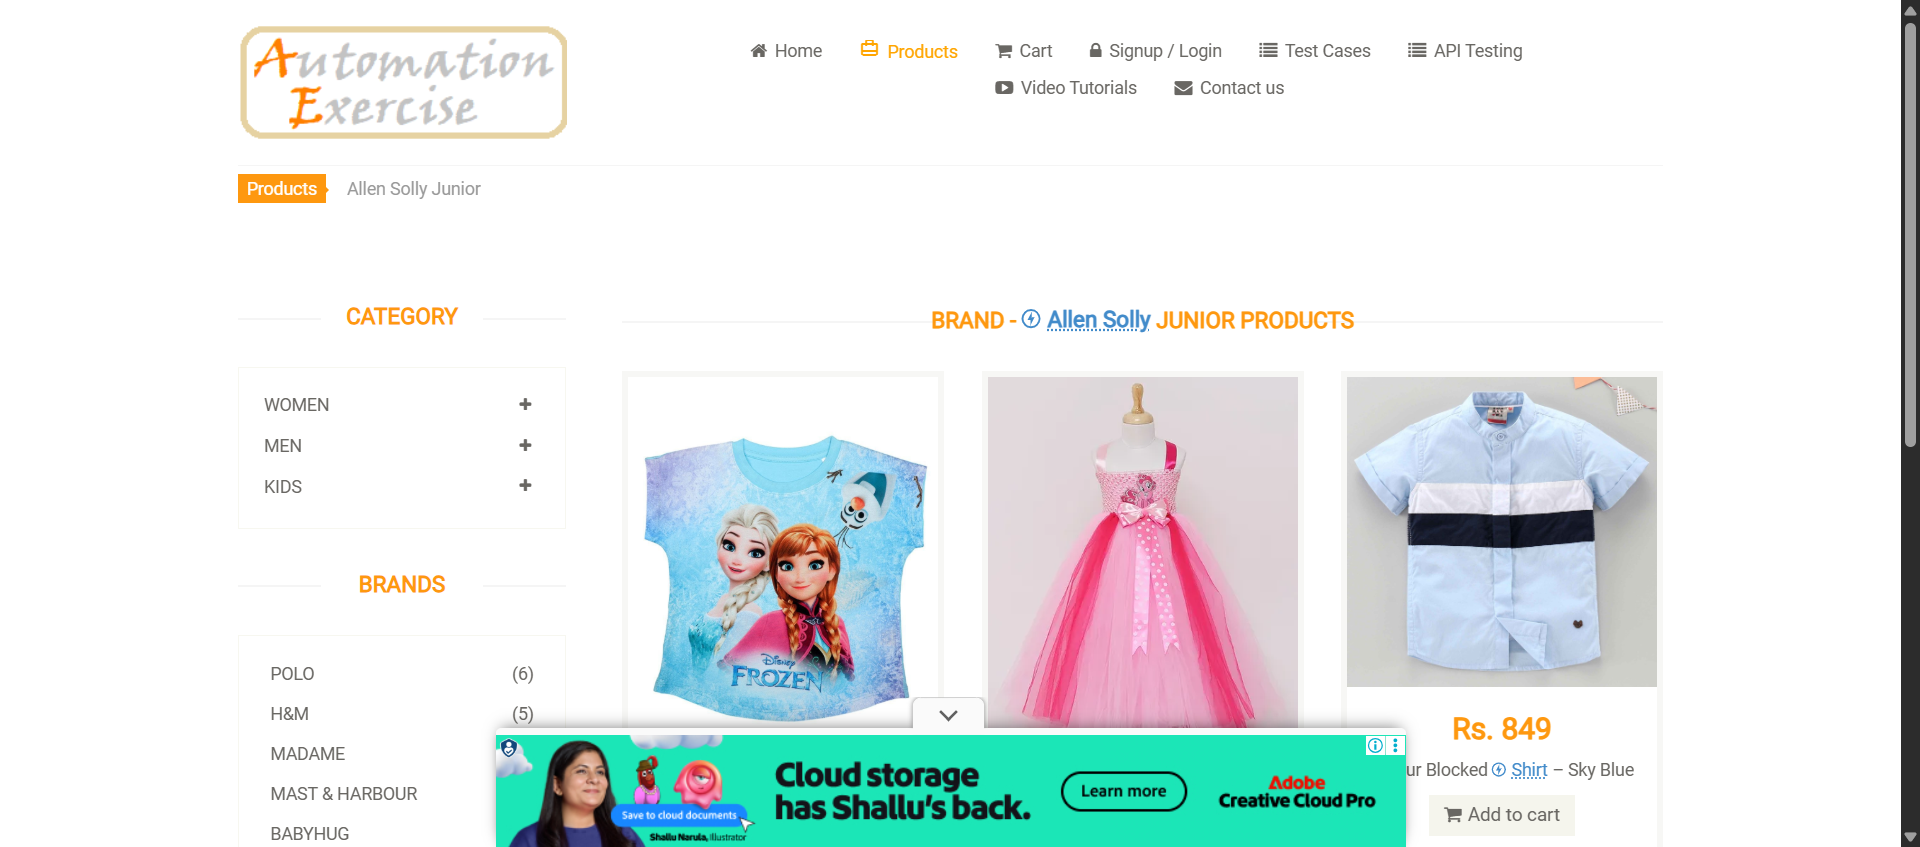 Automation
Exercise
Home
Products
Cart
Signup / Login
Test Cases
API Testing
Video Tutorials
Contact us
Products
Allen Solly Junior
CATEGORY
WOMEN
MEN
KIDS
BRANDS
POLO (6)
H&M (5)
MADAME
MAST & HARBOUR
BABYHUG
BRAND - Allen Solly JUNIOR PRODUCTS
Disney
FROZEN
Rs. 849
ur Blocked Shirt – Sky Blue
Add to cart
Save to cloud documents
Shallu Narula, Illustrator
Cloud storage
has Shallu's back.
Learn more
Adobe
Creative Cloud Pro